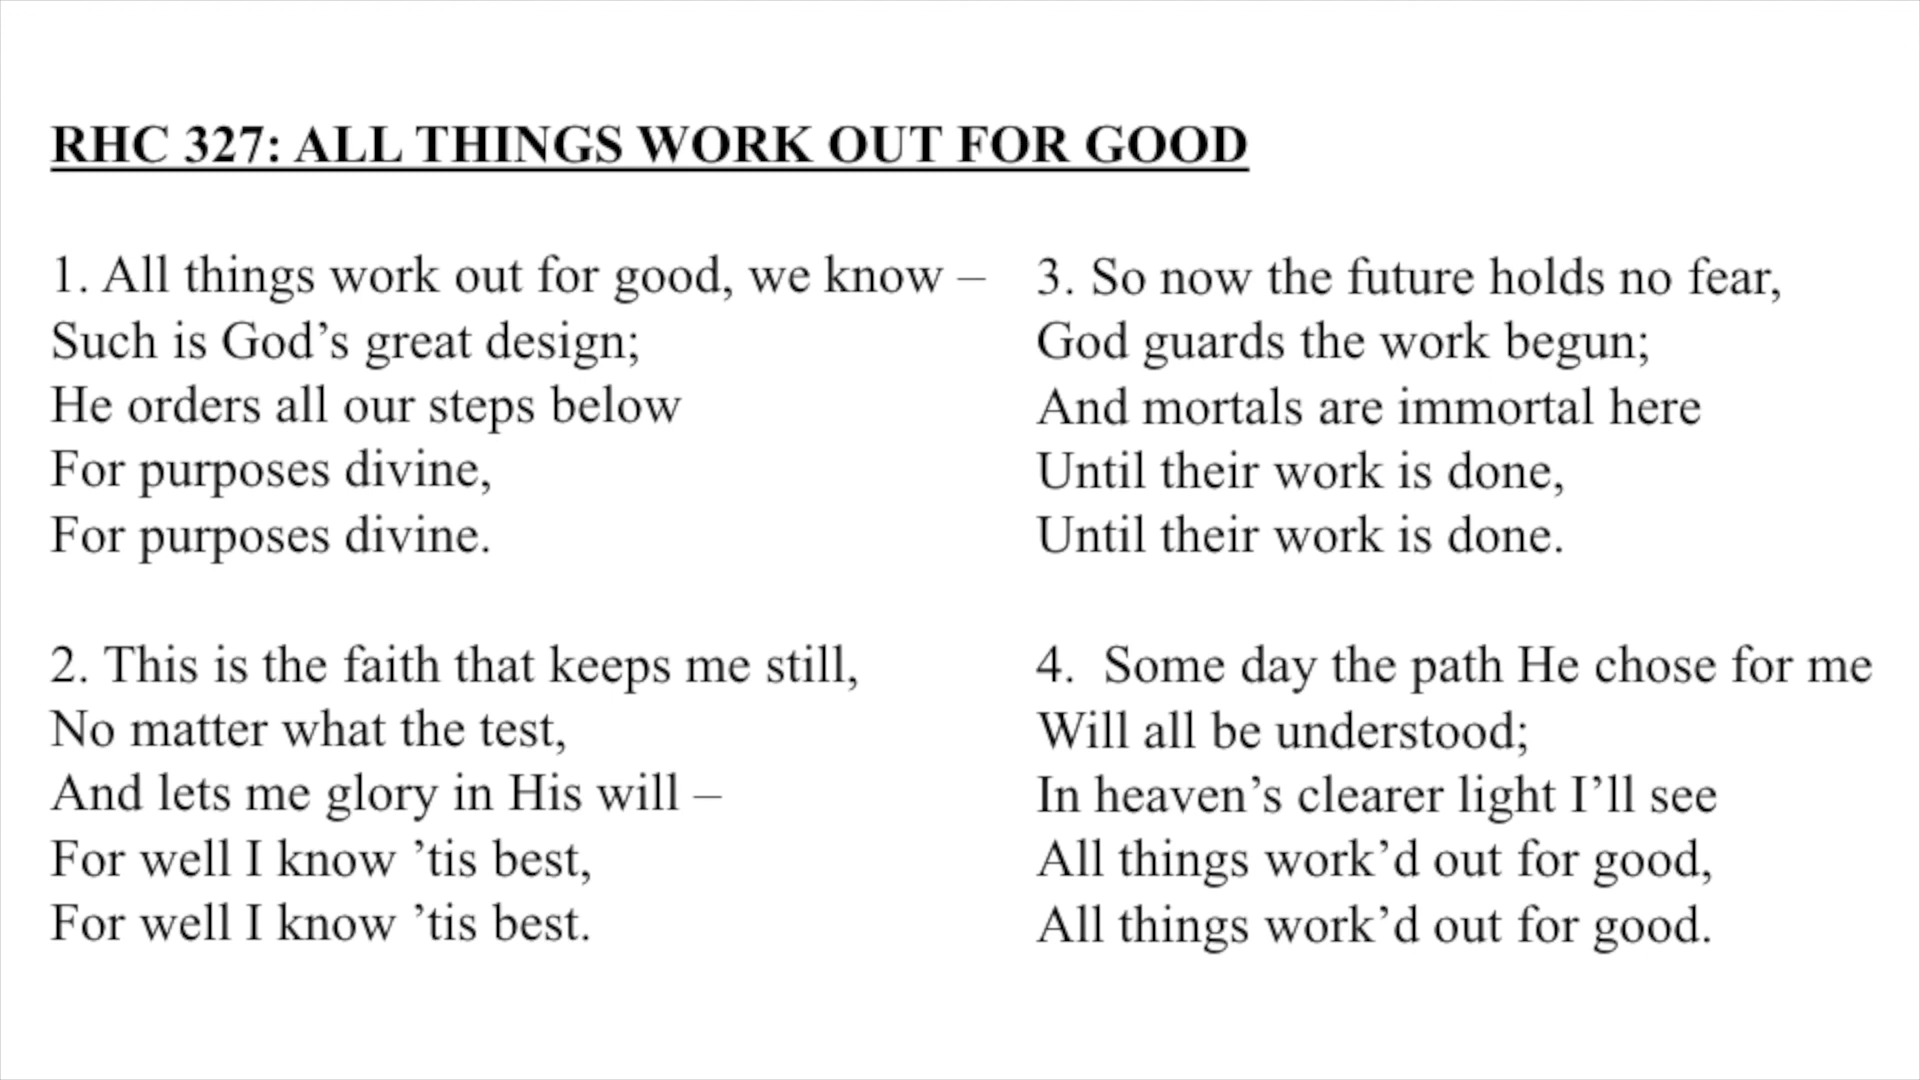 RHC 327: ALL THINGS WORK OUT FOR GOOD
1. All things work out for good, we know –
Such is God’s great design;
He orders all our steps below
For purposes divine,
For purposes divine.
2. This is the faith that keeps me still,
No matter what the test,
And lets me glory in His will –
For well I know ’tis best,
For well I know ’tis best.
3. So now the future holds no fear,
God guards the work begun;
And mortals are immortal here
Until their work is done,
Until their work is done.
4.  Some day the path He chose for me
Will all be understood;
In heaven’s clearer light I’ll see
All things work’d out for good,
All things work’d out for good.